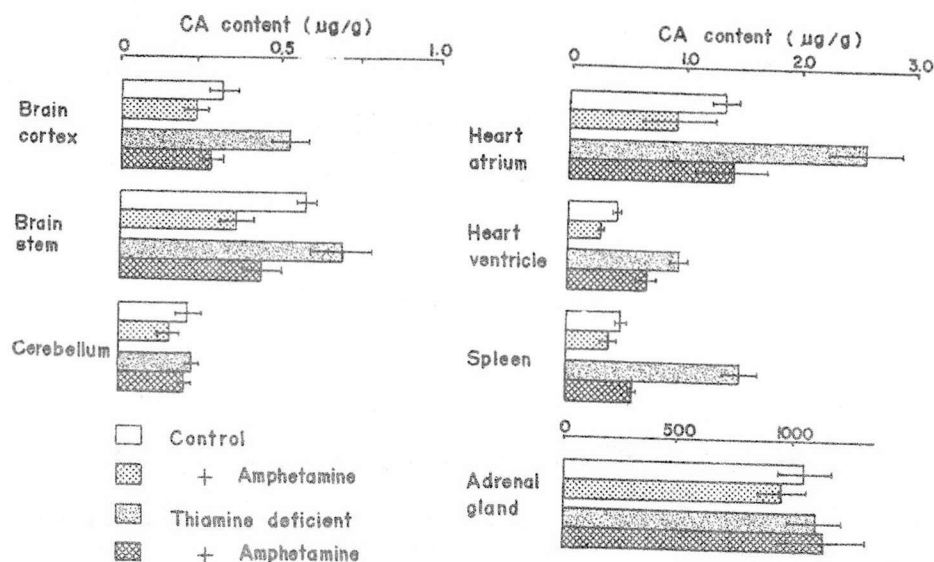 CA content (µg/g)
0 0.5 1.0
Brain
cortex
Brain
stem
Cerebellum
Control
+ Amphetamine
Thiamine deficient
+ Amphetamine
CA content (µg/g)
0 1.0 2.0 3.0
Heart
atrium
Heart
ventricle
Spleen
0 500 1000
Adrenal
gland